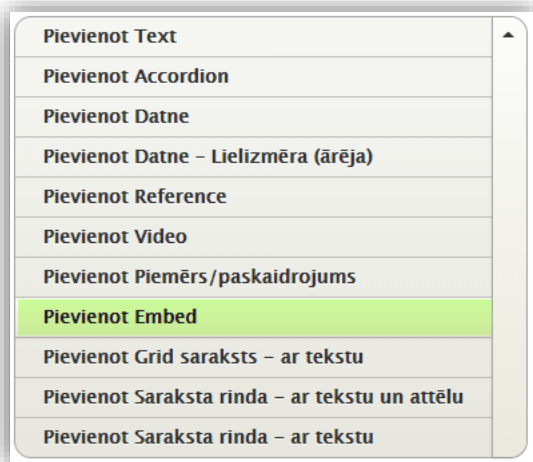 Pievienot Text
Pievienot Accordion
Pievienot Datne
Pievienot Datne – Lielizmēra (ārēja)
Pievienot Reference
Pievienot Video
Pievienot Piemērs/paskaidrojums
Pievienot Embed
Pievienot Grid saraksts – ar tekstu
Pievienot Saraksta rinda – ar tekstu un attēlu
Pievienot Saraksta rinda – ar tekstu